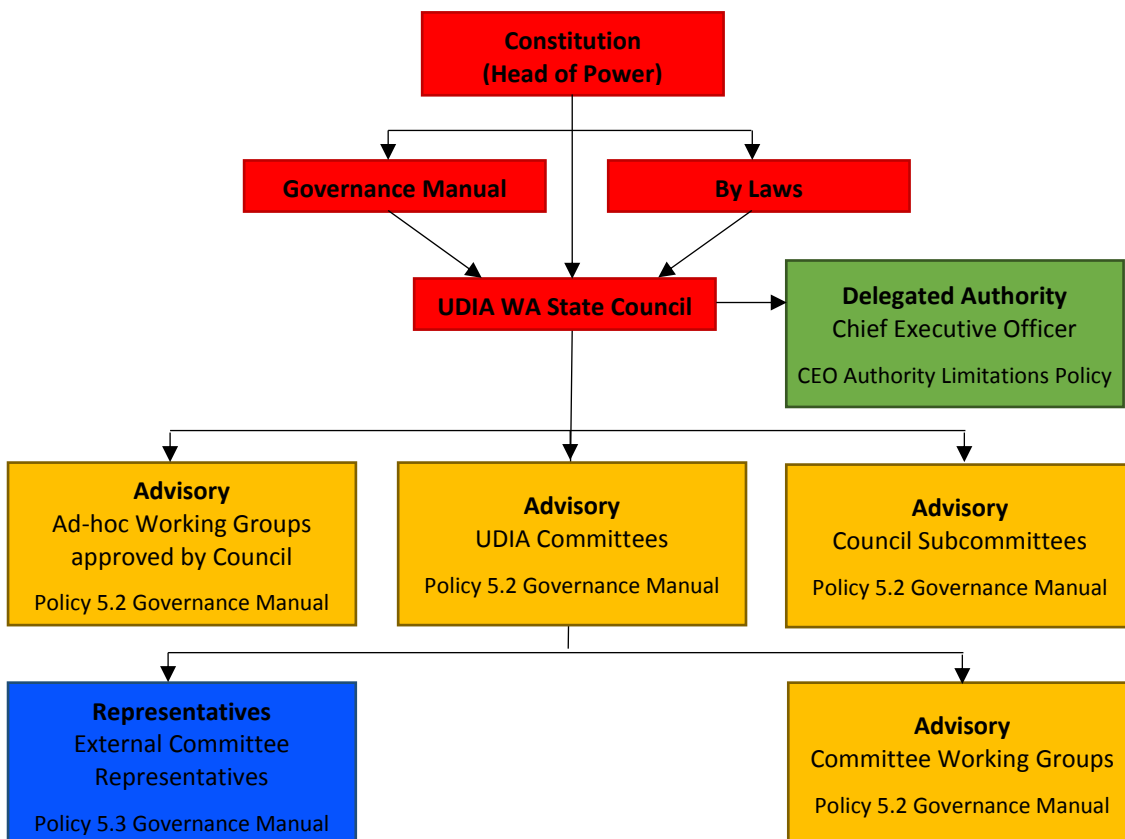 Constitution
(Head of Power)
Governance Manual
By Laws
UDIA WA State Council
Delegated Authority
Chief Executive Officer
CEO Authority Limitations Policy
Advisory
Ad-hoc Working Groups
approved by Council
Policy 5.2 Governance Manual
Advisory
UDIA Committees
Policy 5.2 Governance Manual
Advisory
Council Subcommittees
Policy 5.2 Governance Manual
Representatives
External Committee
Representatives
Policy 5.3 Governance Manual
Advisory
Committee Working Groups
Policy 5.2 Governance Manual